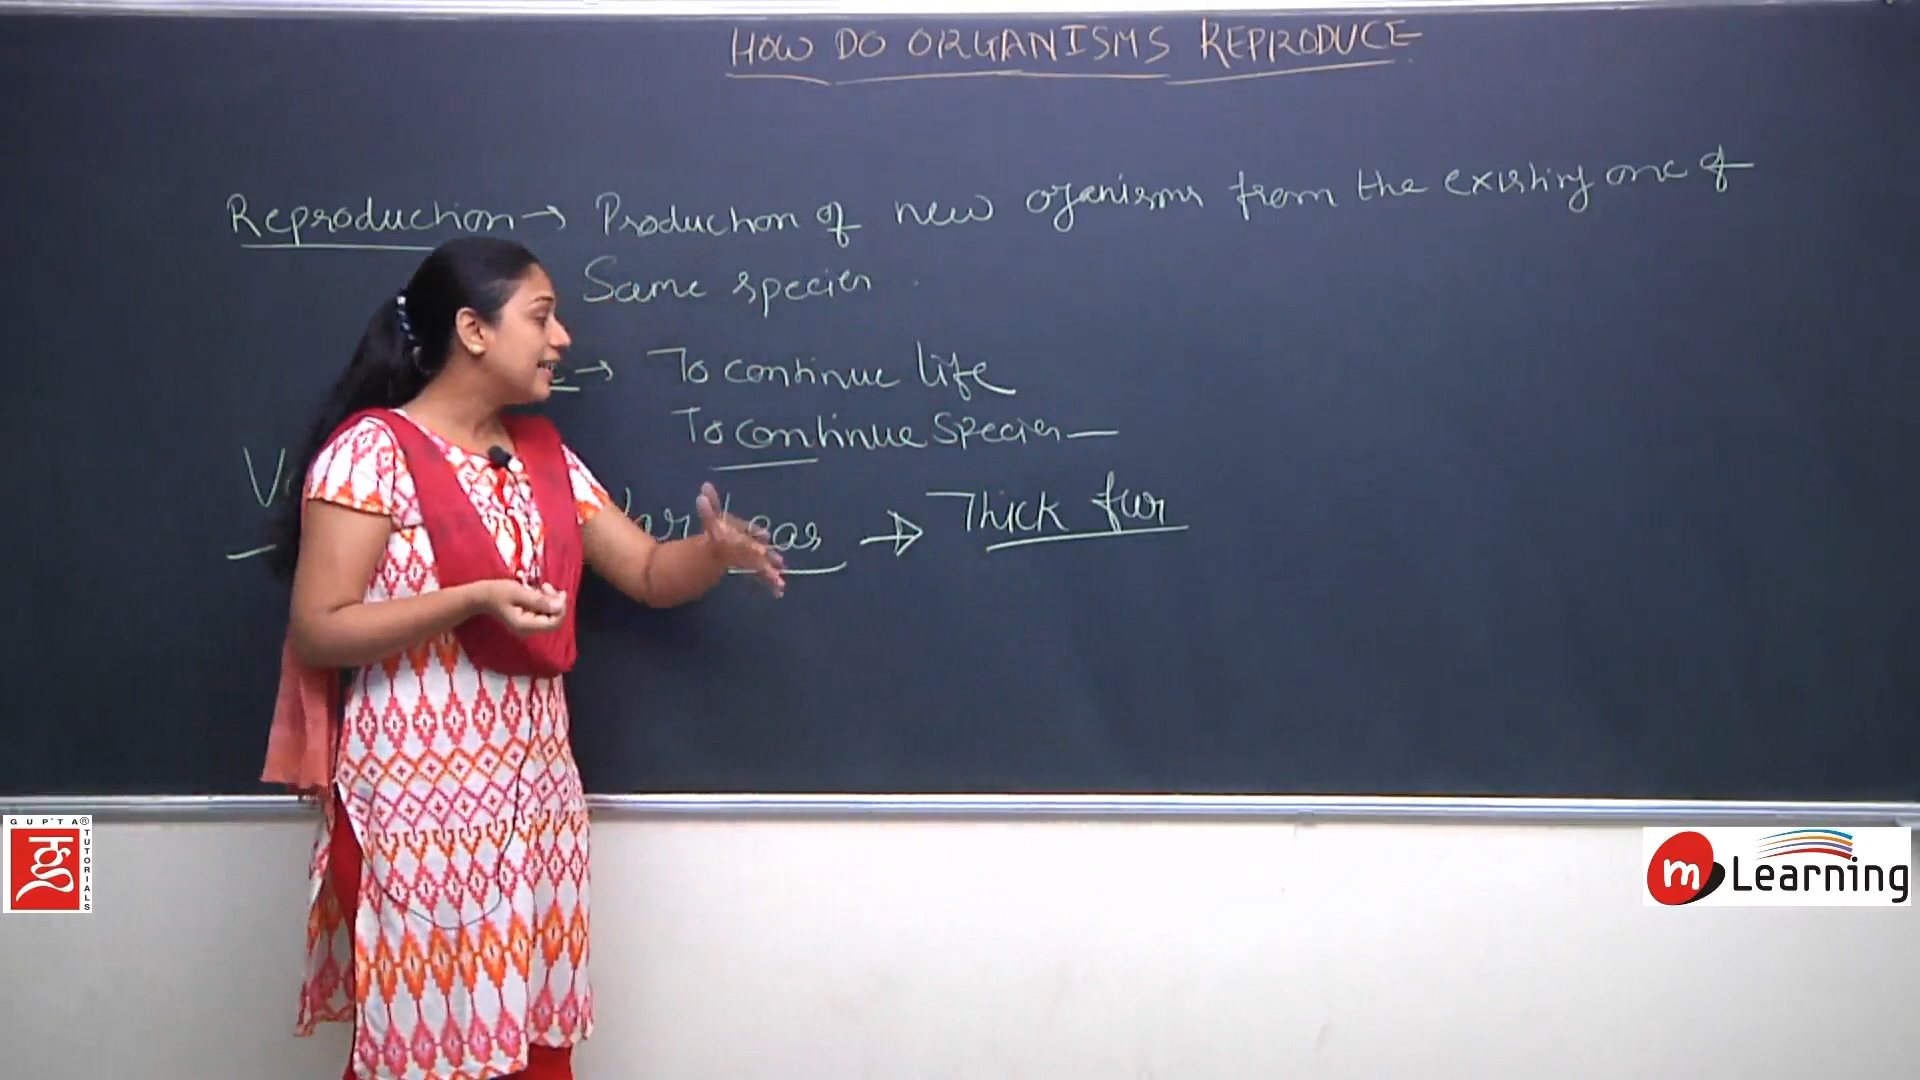 HOW DO ORGANISMS REPRODUCE
Reproduction → Production of new organisms from the existing one of
Same species.
→ To continue life
To continue Species —
bear → Thick fur
GUPTA®
TUTORIALS
m Learning